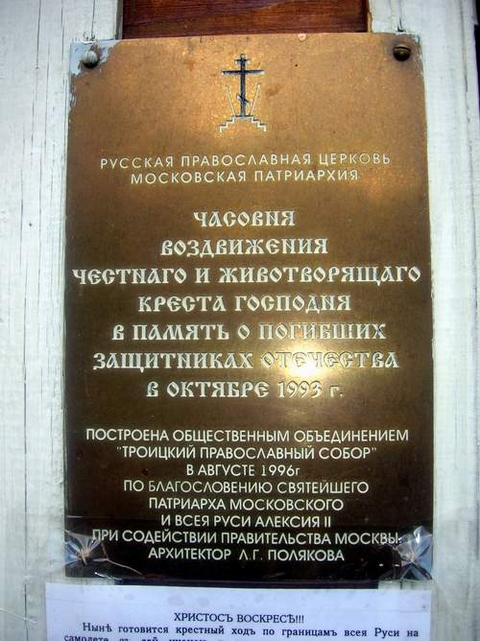 РУССКАЯ ПРАВОСЛАВНАЯ ЦЕРКОВЬ
МОСКОВСКАЯ ПАТРИАРХИЯ
ЧАСОВНЯ
ВОЗДВИЖЕНИЯ
ЧЕСТНАГО И ЖИВОТВОРЯЩАГО
КРЕСТА ГОСПОДНЯ
В ПАМЯТЬ О ПОГИБШИХ
ЗАЩИТНИКАХ ОТЕЧЕСТВА
В ОКТЯБРЕ 1993 г.
ПОСТРОЕНА ОБЩЕСТВЕННЫМ ОБЪЕДИНЕНИЕМ
"ТРОИЦКИЙ ПРАВОСЛАВНЫЙ СОБОР"
В АВГУСТЕ 1996г
ПО БЛАГОСЛОВЕНИЮ СВЯТЕЙШЕГО
ПАТРИАРХА МОСКОВСКОГО
И ВСЕЯ РУСИ АЛЕКСИЯ II
ПРИ СОДЕЙСТВИИ ПРАВИТЕЛЬСТВА МОСКВЫ.
АРХИТЕКТОР Л.Г. ПОЛЯКОВА
ХРИСТОСЪ ВОСКРЕСЪ!!!
Нынѣ готовится крестный ходъ по границамъ всея Руси на
самолете